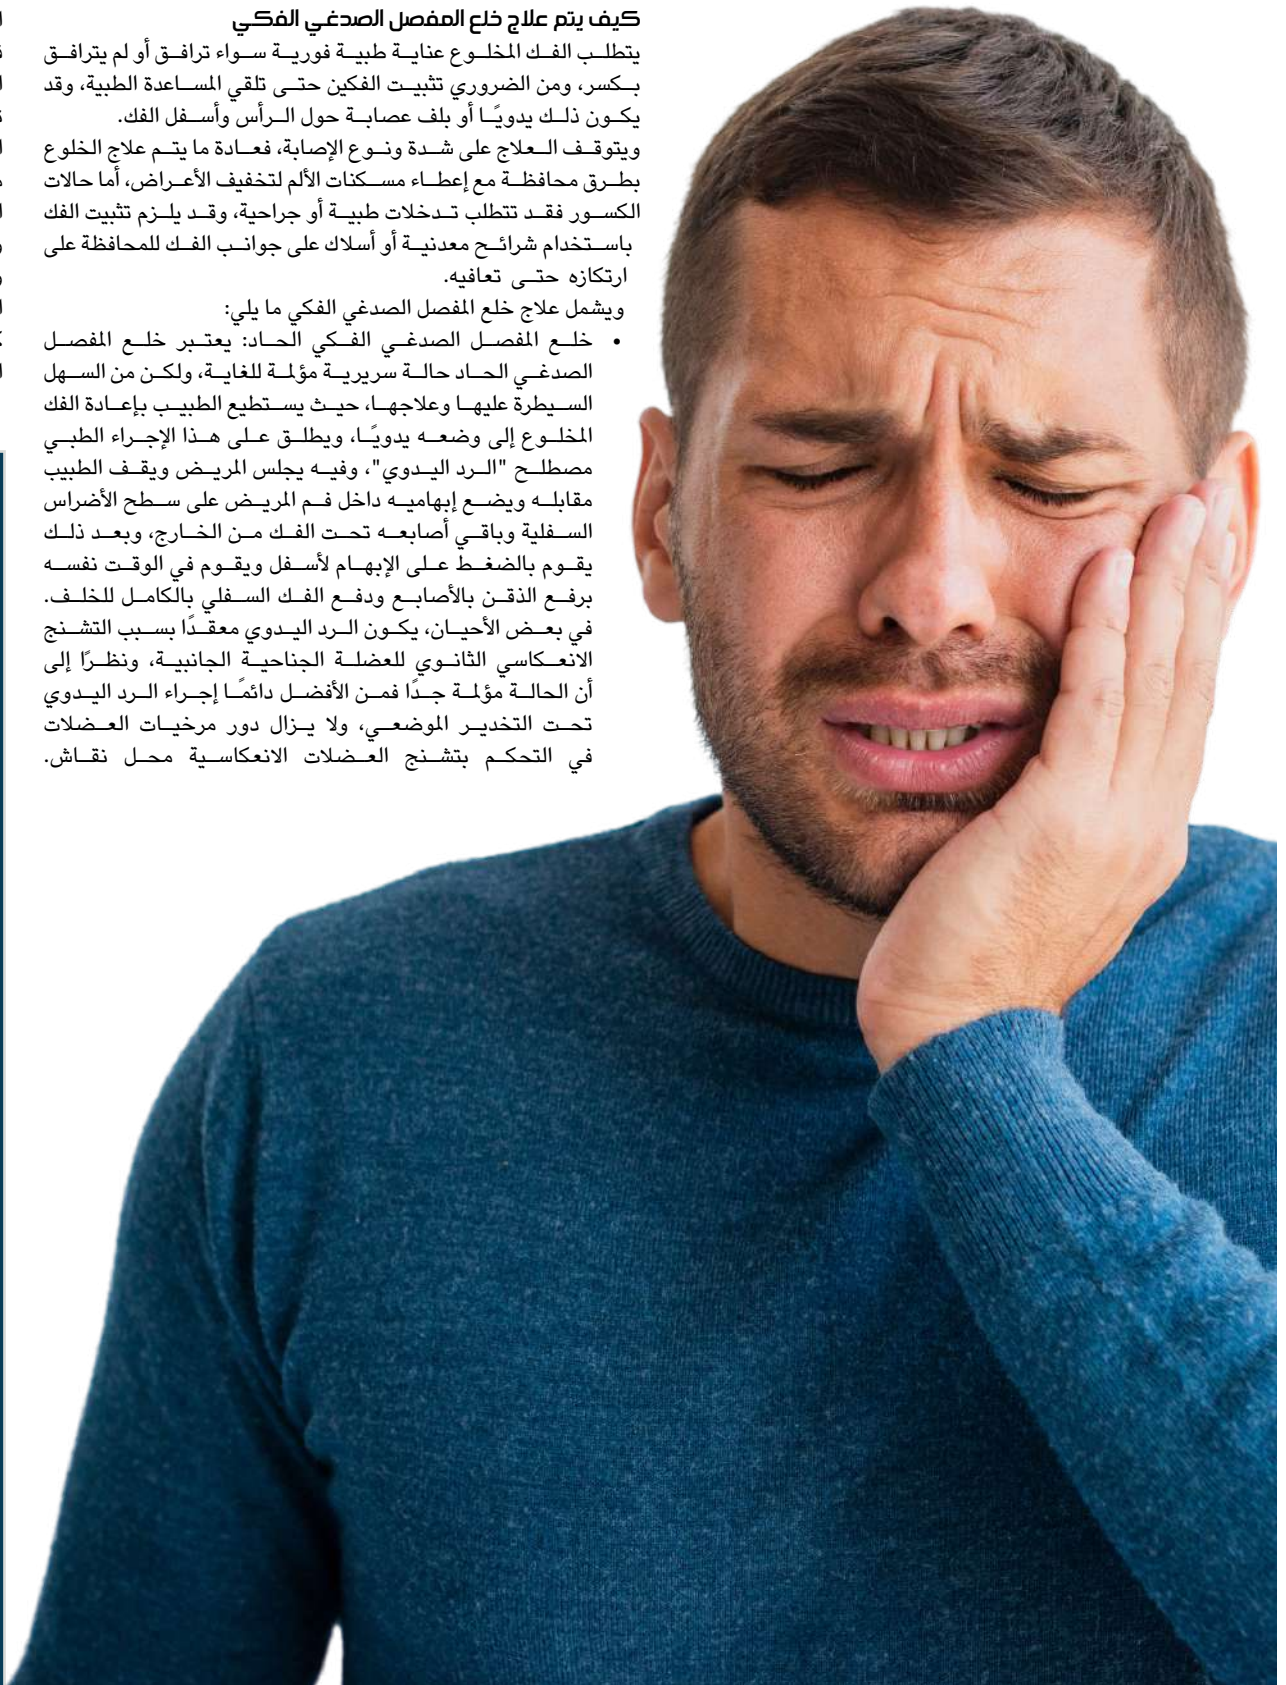 كيف يتم علاج خلع المفصل الصدغي الفكي
يتطلب الفك المخلوع عناية طبية فورية سواء ترافق أو لم يترافق
بكسر، ومن الضروري تثبيت الفكين حتى تلقي المساعدة الطبية، وقد
يكون ذلك يدويًا أو بلف عصابة حول الرأس وأسفل الفك.
ويتوقف العلاج على شدة ونوع الإصابة، فعادة ما يتم علاج الخلوع
بطرق محافظة مع إعطاء مسكنات الألم لتخفيف الأعراض، أما حالات
الكسور فقد تتطلب تدخلات طبية أو جراحية، وقد يلزم تثبيت الفك
باستخدام شرائح معدنية أو أسلاك على جوانب الفك للمحافظة على
ارتكازه حتى تعافيه.
ويشمل علاج خلع المفصل الصدغي الفكي ما يلي:
• خلع المفصل الصدغي الفكي الحاد: يعتبر خلع المفصل
الصدغي الحاد حالة سريرية مؤلمة للغاية، ولكن من السهل
السيطرة عليها وعلاجها، حيث يستطيع الطبيب بإعادة الفك
المخلوع إلى وضعه يدويًا، ويطلق على هذا الإجراء الطبي
مصطلح "الرد اليدوي"، وفيه يجلس المريض ويقف الطبيب
مقابله ويضع إبهاميه داخل فم المريض على سطح الأضراس
السفلية وباقي أصابعه تحت الفك من الخارج، وبعد ذلك
يقوم بالضغط على الإبهام لأسفل ويقوم في الوقت نفسه
برفع الذقن بالأصابع ودفع الفك السفلي بالكامل للخلف.
في بعض الأحيان، يكون الرد اليدوي معقدًا بسبب التشنج
الانعكاسي الثانوي للعضلة الجناحية الجانبية، ونظرًا إلى
أن الحالة مؤلمة جدًا فمن الأفضل دائمًا إجراء الرد اليدوي
تحت التخدير الموضعي، ولا يزال دور مرخيات العضلات
في التحكم بتشنج العضلات الانعكاسية محل نقاش.